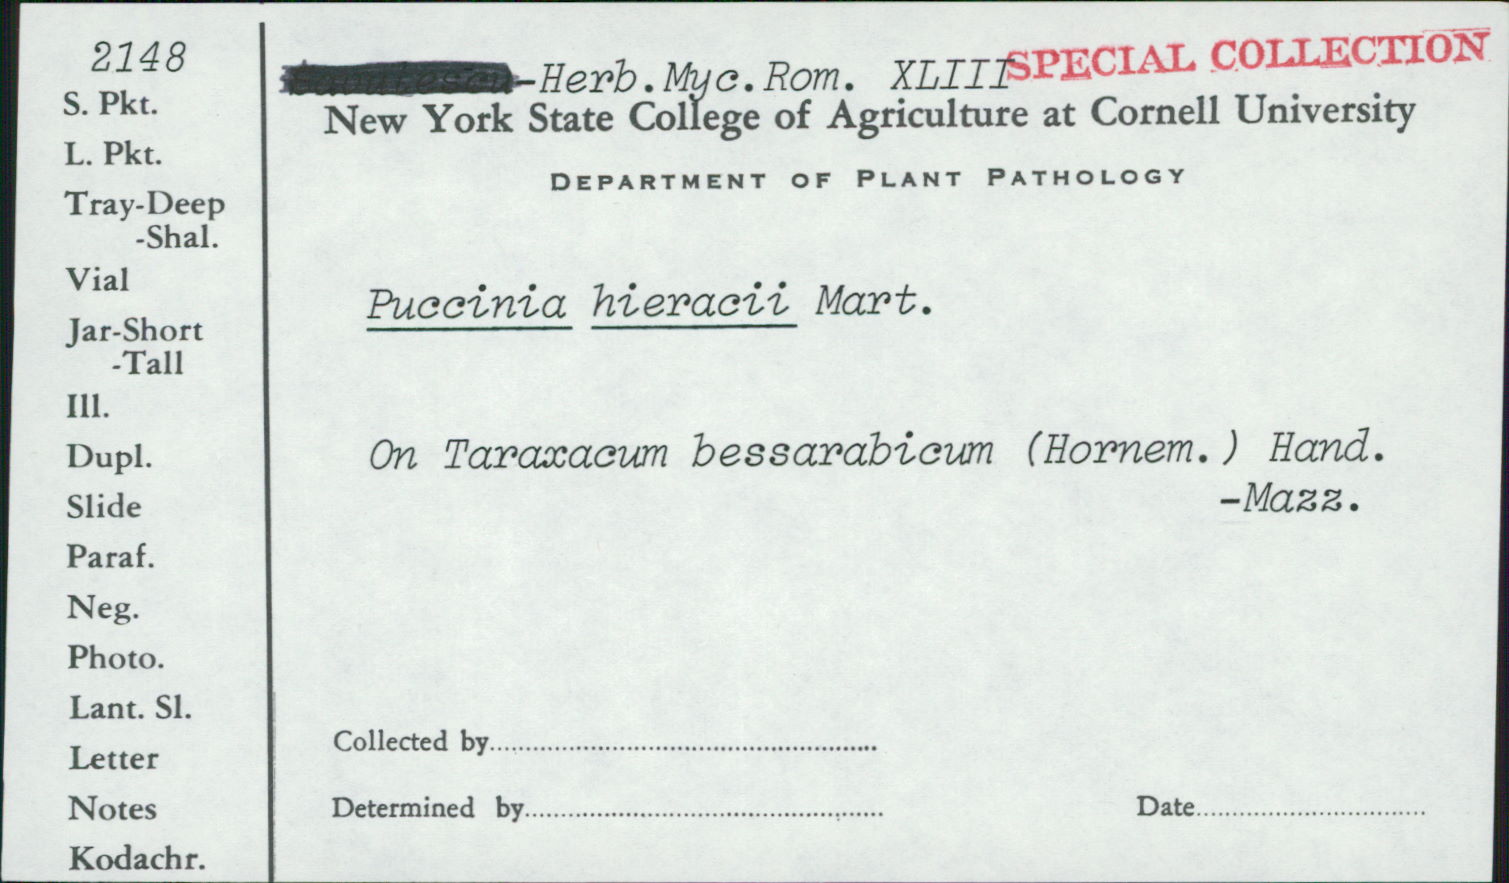 2148
S. Pkt.
L. Pkt.
Tray-Deep
-Shal.
Vial
Jar-Short
-Tall
Ill.
Dupl.
Slide
Paraf.
Neg.
Photo.
Lant. Sl.
Letter
Notes
Kodachr.
-Herb.Myc.Rom. XLIII
SPECIAL COLLECTION
New York State College of Agriculture at Cornell University
DEPARTMENT OF PLANT PATHOLOGY
Puccinia hieracii Mart.
On Taraxacum bessarabicum (Hornem.) Hand.
-Mazz.
Collected by
Determined by
Date